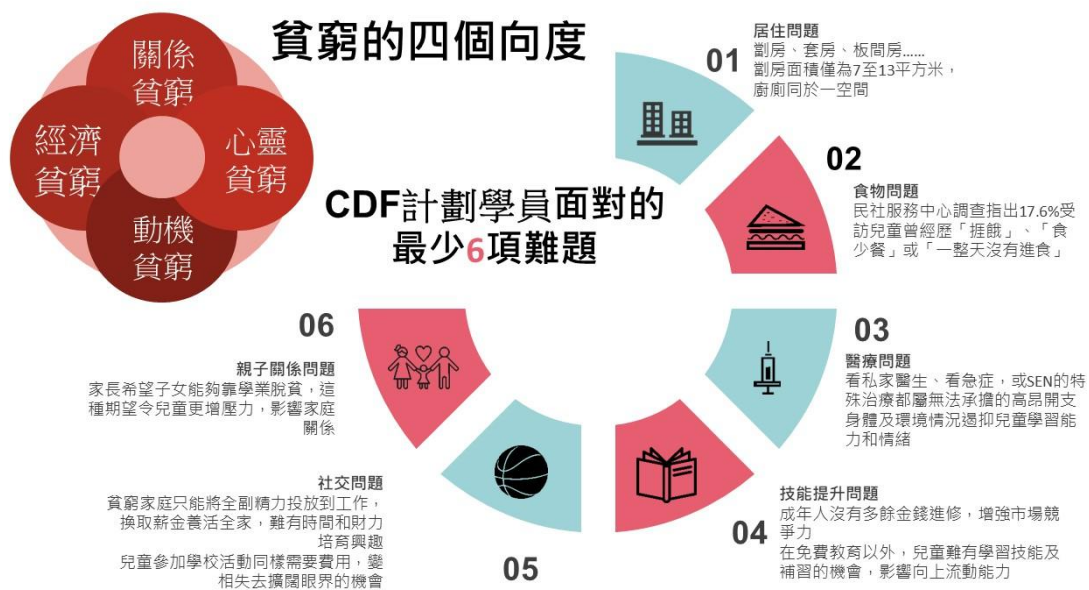 貧窮的四個向度
關係
貧窮
經濟
貧窮
心靈
貧窮
動機
貧窮
CDF計劃學員面對的
最少6項難題
01
居住問題
劏房、套房、板間房......
劏房面積僅為7至13平方米，
廚廁同於一空間
02
食物問題
民社服務中心調查指出17.6%受
訪兒童曾經歷「捱餓」、「食
少餐」或「一整天沒有進食」
03
醫療問題
看私家醫生、看急症，或SEN的特
殊治療都屬無法承擔的高昂開支
身體及環境情況遏抑兒童學習能
力和情緒
04
技能提升問題
成年人沒有多餘金錢進修，增強市場競
爭力
在免費教育以外，兒童難有學習技能及
補習的機會，影響向上流動能力
05
社交問題
貧窮家庭只能將全副精力投放到工作，
換取薪金養活全家，難有時間和財力
培育興趣
兒童參加學校活動同樣需要費用，變
相失去擴闊眼界的機會
06
親子關係問題
家長希望子女能夠靠學業脫貧，這
種期望令兒童更增壓力，影響家庭
關係